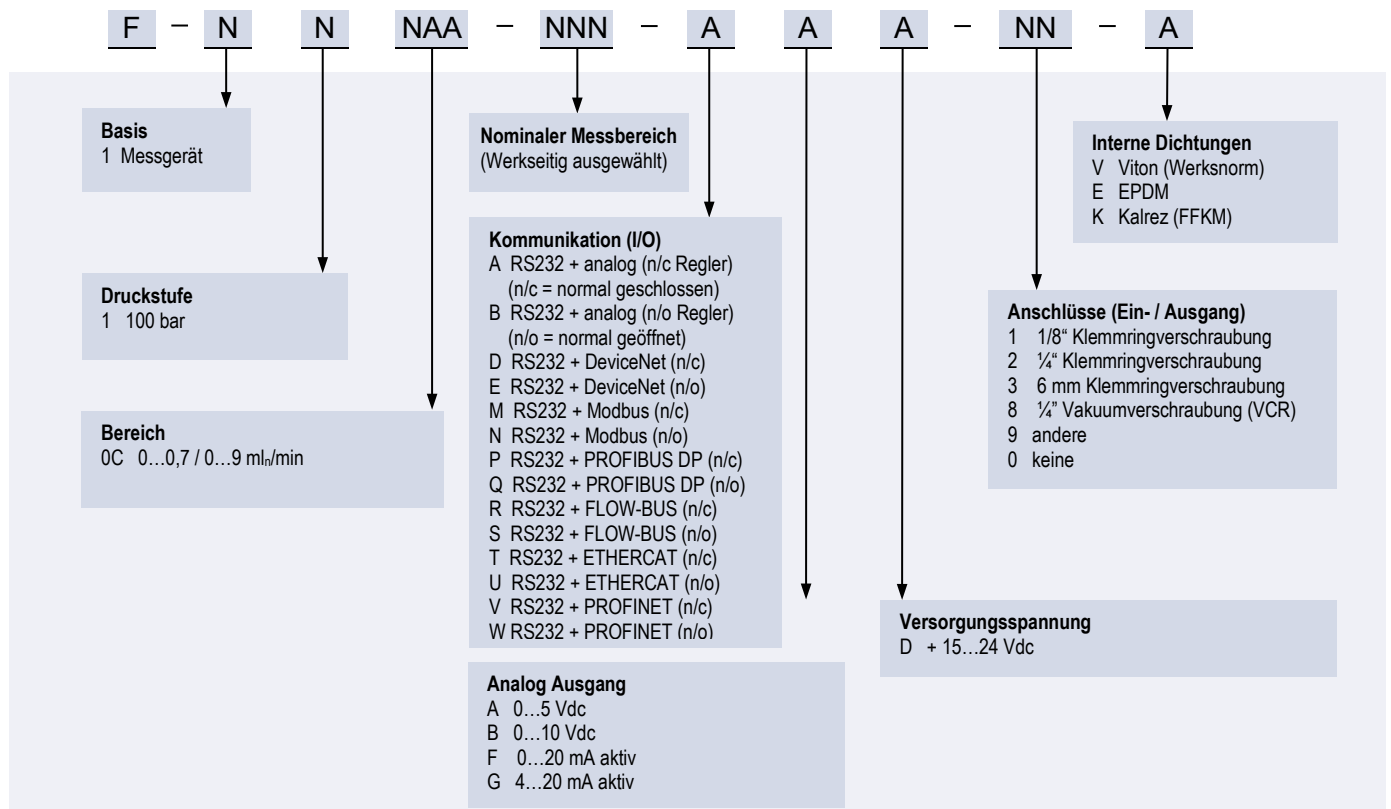 F – N N NAA – NNN – A A A – NN – A
Basis
1 Messgerät
Druckstufe
1 100 bar
Bereich
0C 0…0,7 / 0…9 mlₙ/min
Nominaler Messbereich
(Werkseitig ausgewählt)
Kommunikation (I/O)
A RS232 + analog (n/c Regler)
(n/c = normal geschlossen)
B RS232 + analog (n/o Regler)
(n/o = normal geöffnet)
D RS232 + DeviceNet (n/c)
E RS232 + DeviceNet (n/o)
M RS232 + Modbus (n/c)
N RS232 + Modbus (n/o)
P RS232 + PROFIBUS DP (n/c)
Q RS232 + PROFIBUS DP (n/o)
R RS232 + FLOW-BUS (n/c)
S RS232 + FLOW-BUS (n/o)
T RS232 + ETHERCAT (n/c)
U RS232 + ETHERCAT (n/o)
V RS232 + PROFINET (n/c)
W RS232 + PROFINET (n/o)
Analog Ausgang
A 0…5 Vdc
B 0…10 Vdc
F 0…20 mA aktiv
G 4…20 mA aktiv
Versorgungsspannung
D + 15…24 Vdc
Anschlüsse (Ein- / Ausgang)
1 1/8“ Klemmringverschraubung
2 ¼“ Klemmringverschraubung
3 6 mm Klemmringverschraubung
8 ¼” Vakuumverschraubung (VCR)
9 andere
0 keine
Interne Dichtungen
V Viton (Werksnorm)
E EPDM
K Kalrez (FFKM)